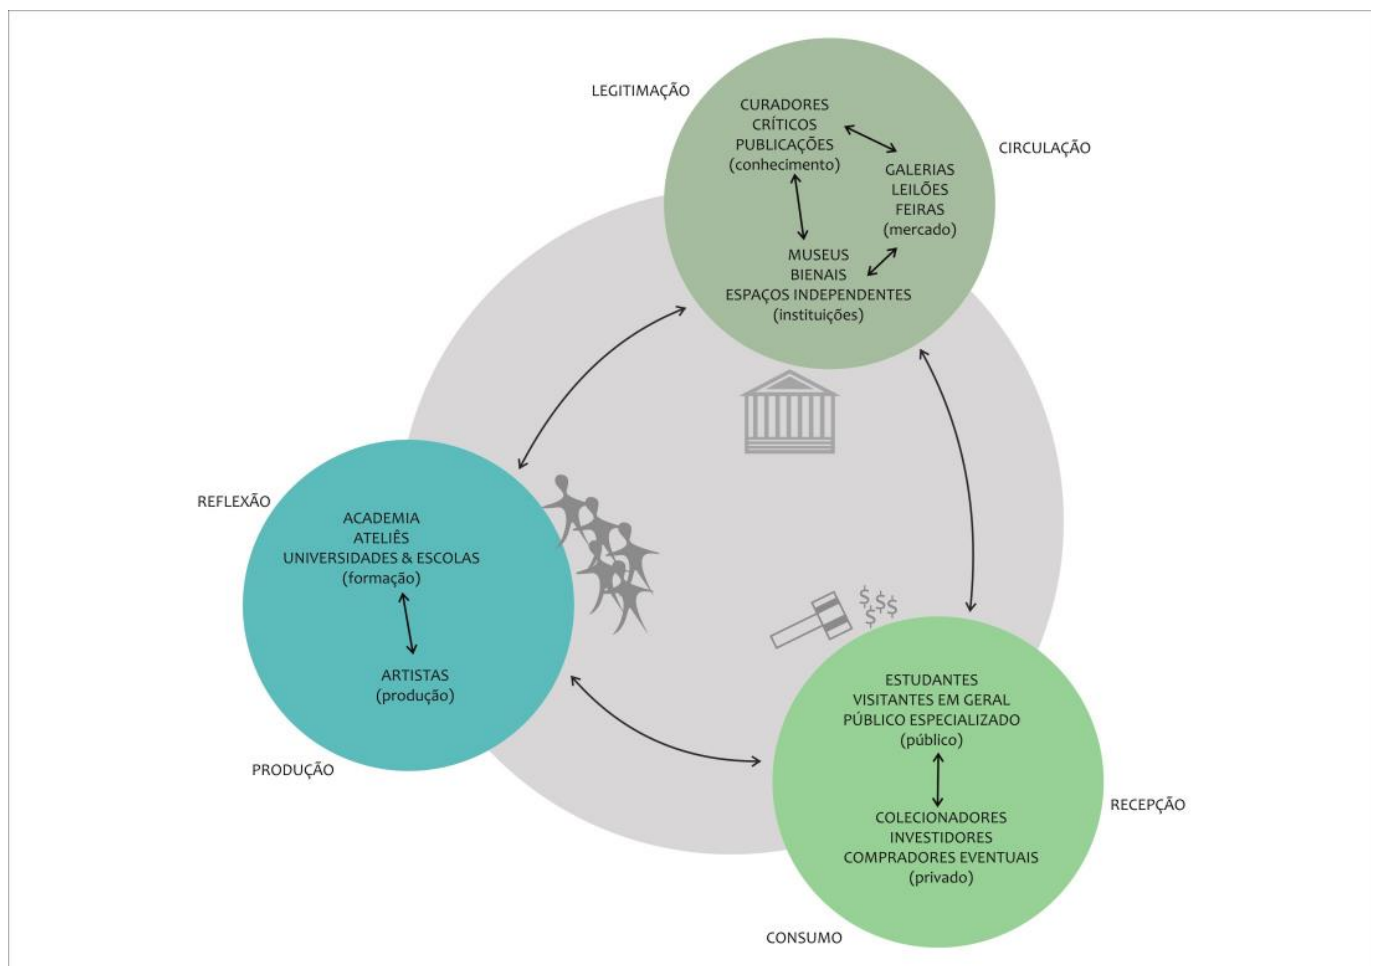 LEGITIMAÇÃO
CURADORES
CRÍTICOS
PUBLICAÇÕES
(conhecimento)
CIRCULAÇÃO
GALERIAS
LEILÕES
FEIRAS
(mercado)
MUSEUS
BIENAIS
ESPAÇOS INDEPENDENTES
(instituições)
REFLEXÃO
ACADEMIA
ATELIÊS
UNIVERSIDADES & ESCOLAS
(formação)
ARTISTAS
(produção)
PRODUÇÃO
$$$
$$
ESTUDANTES
VISITANTES EM GERAL
PÚBLICO ESPECIALIZADO
(público)
COLECIONADORES
INVESTIDORES
COMPRADORES EVENTUAIS
(privado)
RECEPÇÃO
CONSUMO